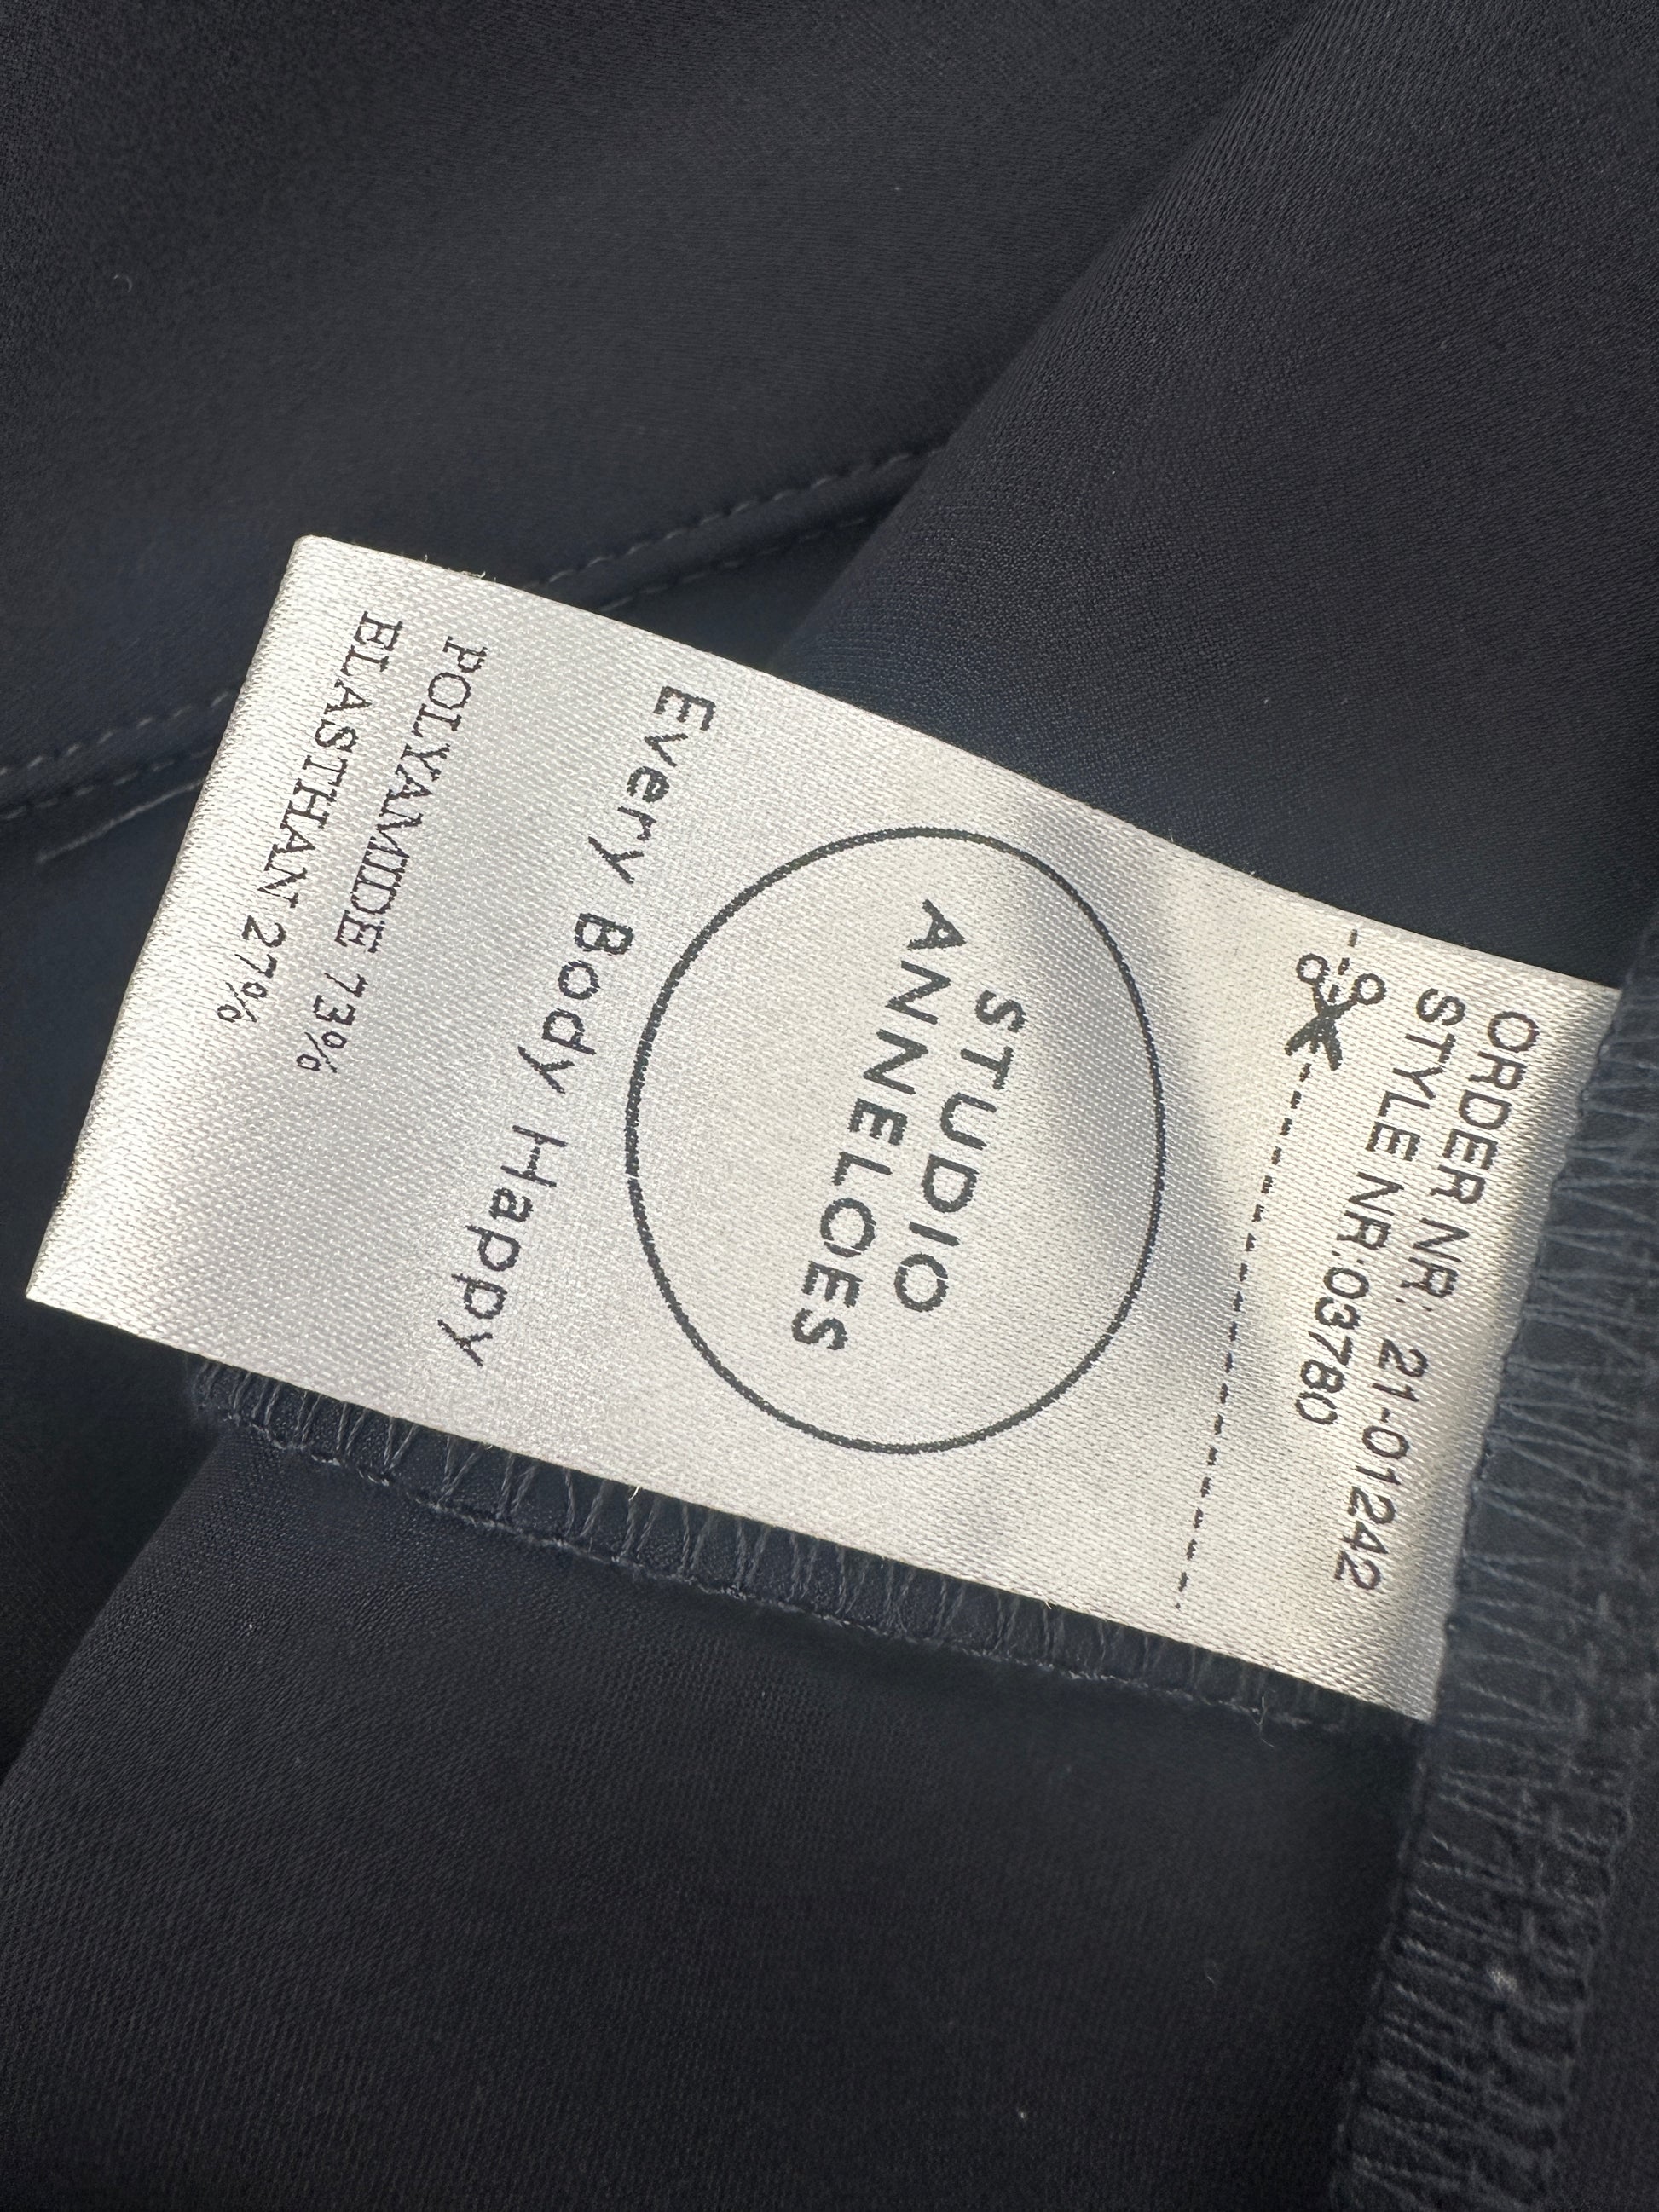 ORDER NR. 21-01242
STYLE NR.03780
STUDIO
ANNELOES
Every Body Happy
POLYAMIDE 73%
ELASTHAN 27%